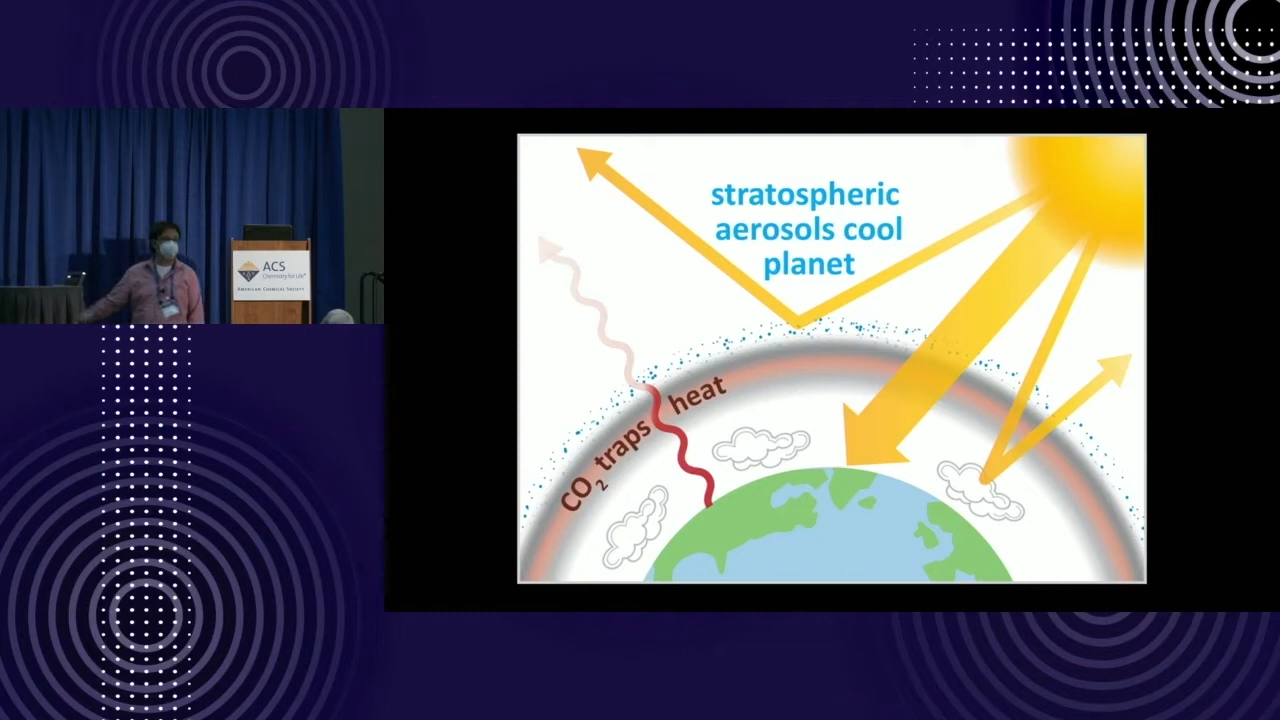 stratospheric
aerosols cool
planet
CO2 traps heat
ACS
Chemistry for Life®
AMERICAN CHEMICAL SOCIETY